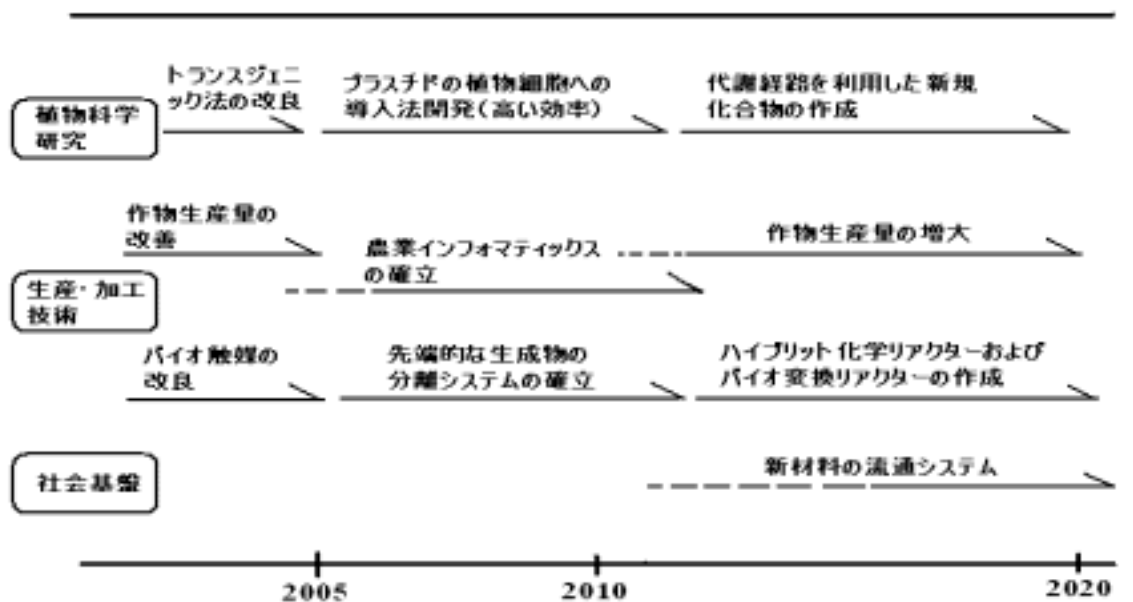 トランスジェニ
ック法の改良
プラスチドの植物細胞への
導入法開発(高い効率)
代謝経路を利用した新規
化合物の作成
植物科学
研究
作物生産量の
改善
農業インフォマティックス
の確立
作物生産量の増大
生産・加工
技術
バイオ触媒の
改良
先端的な生成物の
分離システムの確立
ハイブリット化学リアクターおよび
バイオ変換リアクターの作成
社会基盤
新材料の流通システム
2005
2010
2020